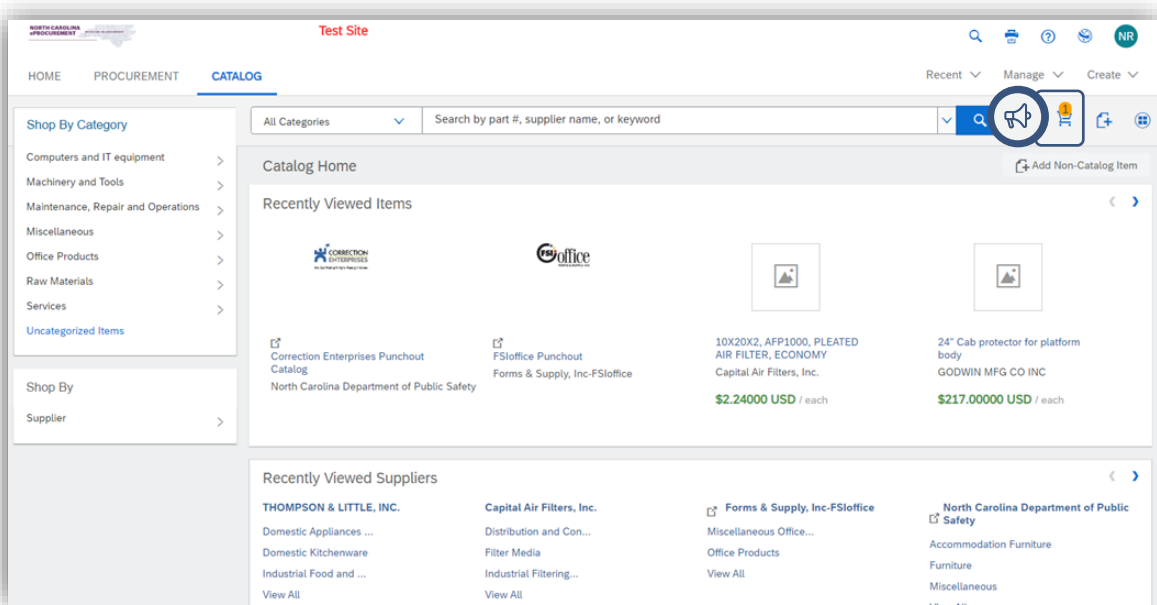 NORTH CAROLINA
ePROCUREMENT
Test Site
NR
HOME PROCUREMENT CATALOG
Recent Manage Create
Shop By Category
Computers and IT equipment
Machinery and Tools
Maintenance, Repair and Operations
Miscellaneous
Office Products
Raw Materials
Services
Uncategorized Items
Shop By
Supplier
All Categories Search by part #, supplier name, or keyword
1
Catalog Home
Add Non-Catalog Item
Recently Viewed Items
CORRECTION
ENTERPRISES
FSI office
Correction Enterprises Punchout
Catalog
North Carolina Department of Public Safety
FSIoffice Punchout
Forms & Supply, Inc-FSIoffice
10X20X2, AFP1000, PLEATED
AIR FILTER, ECONOMY
Capital Air Filters, Inc.
$2.24000 USD / each
24" Cab protector for platform
body
GODWIN MFG CO INC
$217.00000 USD / each
Recently Viewed Suppliers
THOMPSON & LITTLE, INC.
Domestic Appliances ...
Domestic Kitchenware
Industrial Food and ...
View All
Capital Air Filters, Inc.
Distribution and Con...
Filter Media
Industrial Filtering...
View All
Forms & Supply, Inc-FSIoffice
Miscellaneous Office...
Office Products
View All
North Carolina Department of Public
Safety
Accommodation Furniture
Furniture
Miscellaneous